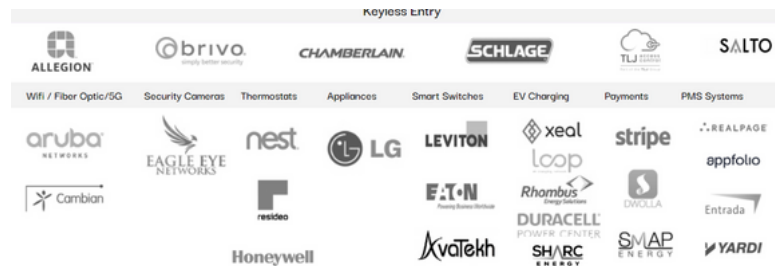 Keyless Entry
ALLEGION
brivo.
simply better security
CHAMBERLAIN
SCHLAGE
TLJ
SALTO
Wifi / Fiber Optic/5G Security Cameras Thermostats Appliances Smart Switches EV Charging Payments PMS Systems
aruba
NETWORKS
Cambian
EAGLE EYE
NETWORKS
nest
resideo
Honeywell
LG
LEVITON
EATON
Powering Business Worldwide
AvaTekh
xeal
loop
Rhombus
Energy Solutions
DURACELL
POWER CENTER
SHARC
ENERGY
stripe
DWOLLA
SMAP
ENERGY
REALPAGE
appfolio
Entrada
YARDI